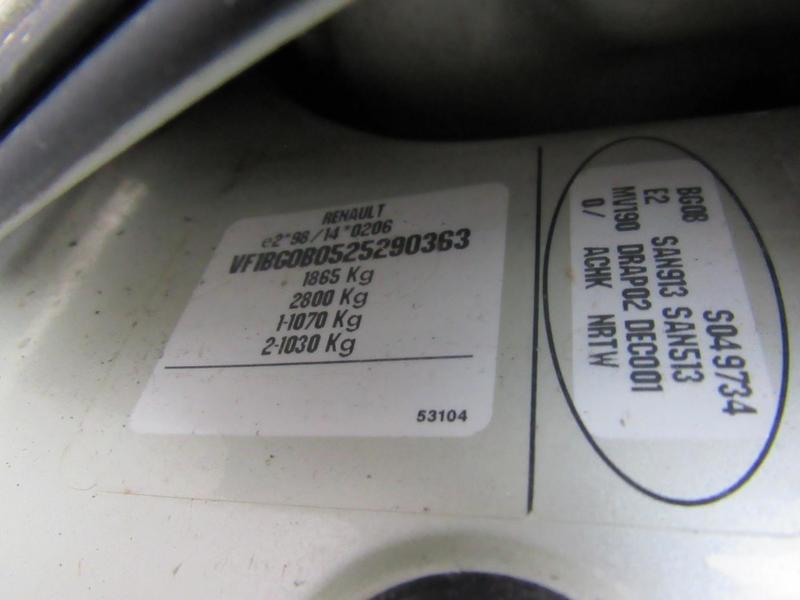 RENAULT
e2*98/14*0206
VF1BG0B0525290363
1865 Kg
2800 Kg
1-1070 Kg
2-1030 Kg
53104
S049734
BG0B SAN913 SAN513
E2 DRAP02 DECO01
MV190 ACHK NRTW
0/